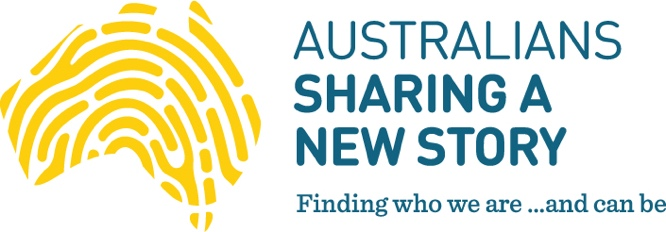 AUSTRALIANS
SHARING A
NEW STORY
Finding who we are ...and can be